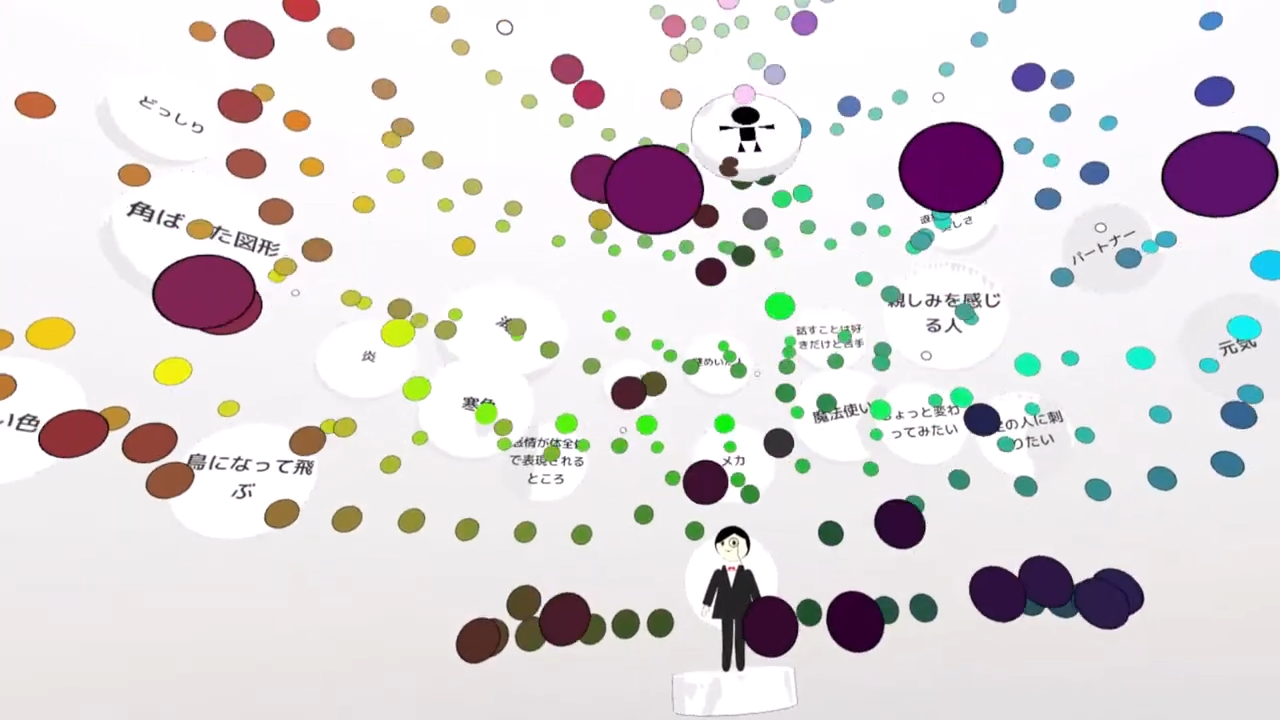 どっしり
た図形
パートナー
親しみを感じ
る人
元気
話すことは好
きだけど苦手
炎
寒色
い色
魔法使い
ちょっと変わ
ってみたい
りたい
感情が体全体
で表現される
ところ
メカ
鳥になって飛
ぶ